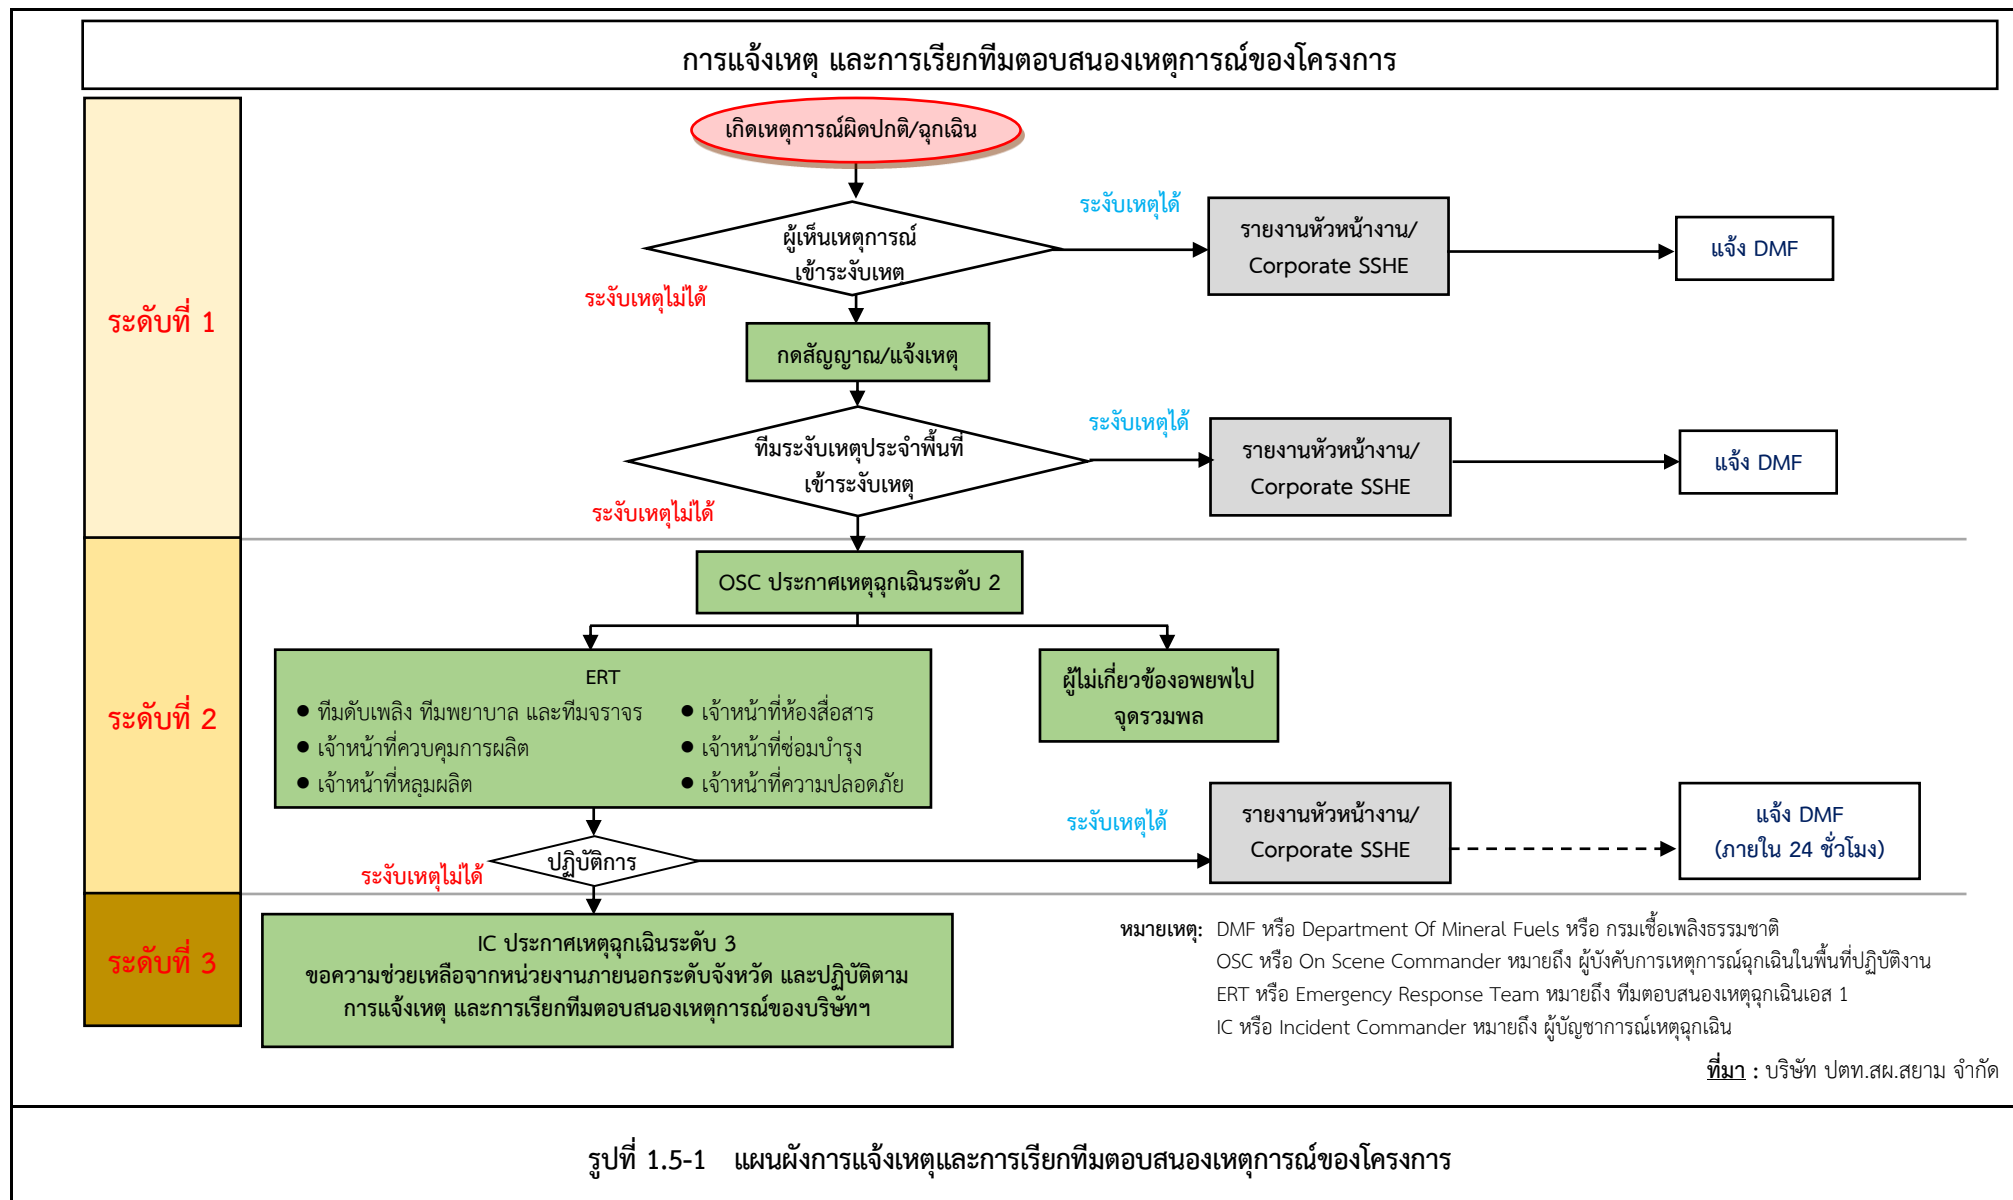 การแจ้งเหตุ และการเรียกทีมตอบสนองเหตุการณ์ของโครงการ
ระดับที่ 1
เกิดเหตุการณ์ผิดปกติ/ฉุกเฉิน
ผู้เห็นเหตุการณ์
เข้าระงับเหตุ
ระงับเหตุได้
รายงานหัวหน้างาน/
Corporate SSHE
แจ้ง DMF
ระงับเหตุไม่ได้
กดสัญญาณ/แจ้งเหตุ
ทีมระงับเหตุประจำพื้นที่
เข้าระงับเหตุ
ระงับเหตุได้
รายงานหัวหน้างาน/
Corporate SSHE
แจ้ง DMF
ระงับเหตุไม่ได้
ระดับที่ 2
OSC ประกาศเหตุฉุกเฉินระดับ 2
ERT
● ทีมดับเพลิง ทีมพยาบาล และทีมจราจร
● เจ้าหน้าที่ควบคุมการผลิต
● เจ้าหน้าที่หลุมผลิต
● เจ้าหน้าที่ห้องสื่อสาร
● เจ้าหน้าที่ซ่อมบำรุง
● เจ้าหน้าที่ความปลอดภัย
ผู้ไม่เกี่ยวข้องอพยพไป
จุดรวมพล
ปฏิบัติการ
ระงับเหตุได้
รายงานหัวหน้างาน/
Corporate SSHE
แจ้ง DMF
(ภายใน 24 ชั่วโมง)
ระงับเหตุไม่ได้
ระดับที่ 3
IC ประกาศเหตุฉุกเฉินระดับ 3
ขอความช่วยเหลือจากหน่วยงานภายนอกระดับจังหวัด และปฏิบัติตาม
การแจ้งเหตุ และการเรียกทีมตอบสนองเหตุการณ์ของบริษัทฯ
หมายเหตุ: DMF หรือ Department Of Mineral Fuels หรือ กรมเชื้อเพลิงธรรมชาติ
OSC หรือ On Scene Commander หมายถึง ผู้บังคับการเหตุการณ์ฉุกเฉินในพื้นที่ปฏิบัติงาน
ERT หรือ Emergency Response Team หมายถึง ทีมตอบสนองเหตุฉุกเฉินเอส 1
IC หรือ Incident Commander หมายถึง ผู้บัญชาการณ์เหตุฉุกเฉิน
ที่มา : บริษัท ปตท.สผ.สยาม จำกัด
รูปที่ 1.5-1 แผนผังการแจ้งเหตุและการเรียกทีมตอบสนองเหตุการณ์ของโครงการ